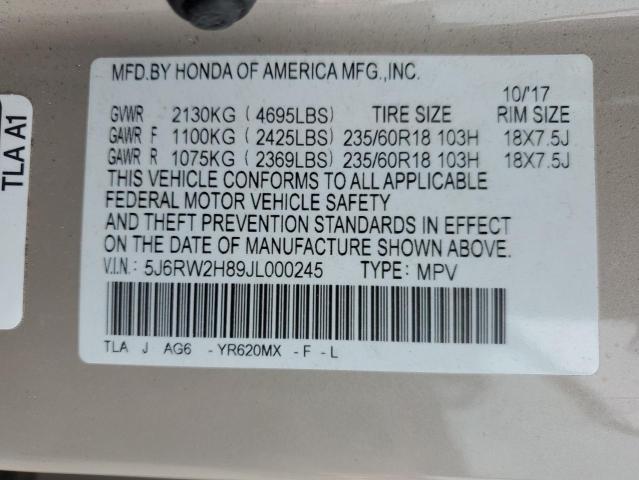 MFD.BY HONDA OF AMERICA MFG.,INC.
10/'17
GVWR 2130KG ( 4695LBS) TIRE SIZE RIM SIZE
GAWR F 1100KG ( 2425LBS) 235/60R18 103H 18X7.5J
GAWR R 1075KG ( 2369LBS) 235/60R18 103H 18X7.5J
THIS VEHICLE CONFORMS TO ALL APPLICABLE
FEDERAL MOTOR VEHICLE SAFETY
AND THEFT PREVENTION STANDARDS IN EFFECT
ON THE DATE OF MANUFACTURE SHOWN ABOVE.
V.I.N.: 5J6RW2H89JL000245 TYPE: MPV
TLA J AG6 -YR620MX -F -L
TLA A1